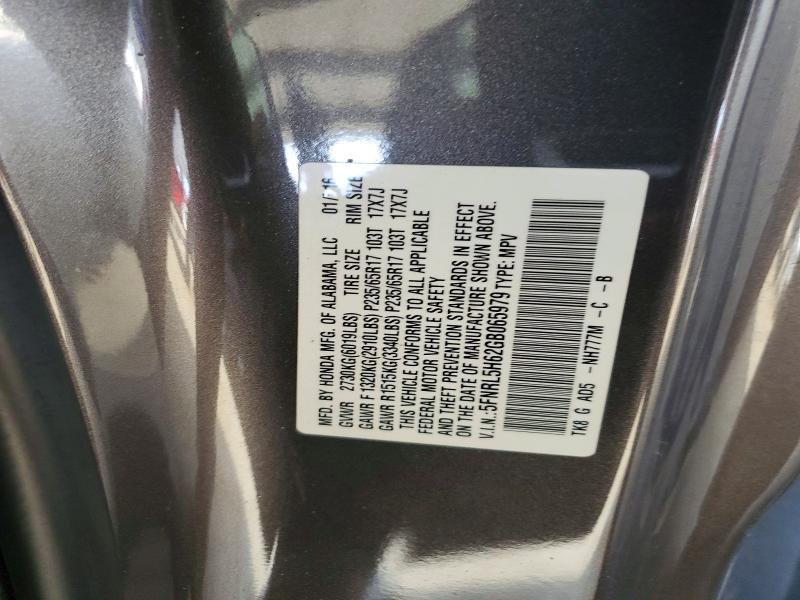 MFD. BY HONDA MFG. OF ALABAMA, LLC 01/16
GVWR 2730KG(6019LBS) TIRE SIZE RIM SIZE
GAWR F 1320KG(2910LBS) P235/65R17 103T 17X7J
GAWR R 1515KG(3340LBS) P235/65R17 103T 17X7J
THIS VEHICLE CONFORMS TO ALL APPLICABLE
FEDERAL MOTOR VEHICLE SAFETY
AND THEFT PREVENTION STANDARDS IN EFFECT
ON THE DATE OF MANUFACTURE SHOWN ABOVE.
V.I.N.:5FNRL5H62GB065979 TYPE: MPV
TK8 G AD5 -NH777M -C -B